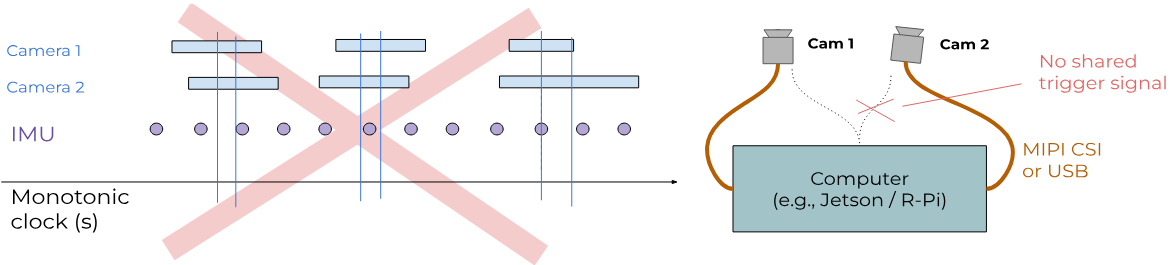 Camera 1
Camera 2
IMU
Monotonic
clock (s)
Cam 1
Cam 2
No shared
trigger signal
MIPI CSI
or USB
Computer
(e.g., Jetson / R-Pi)